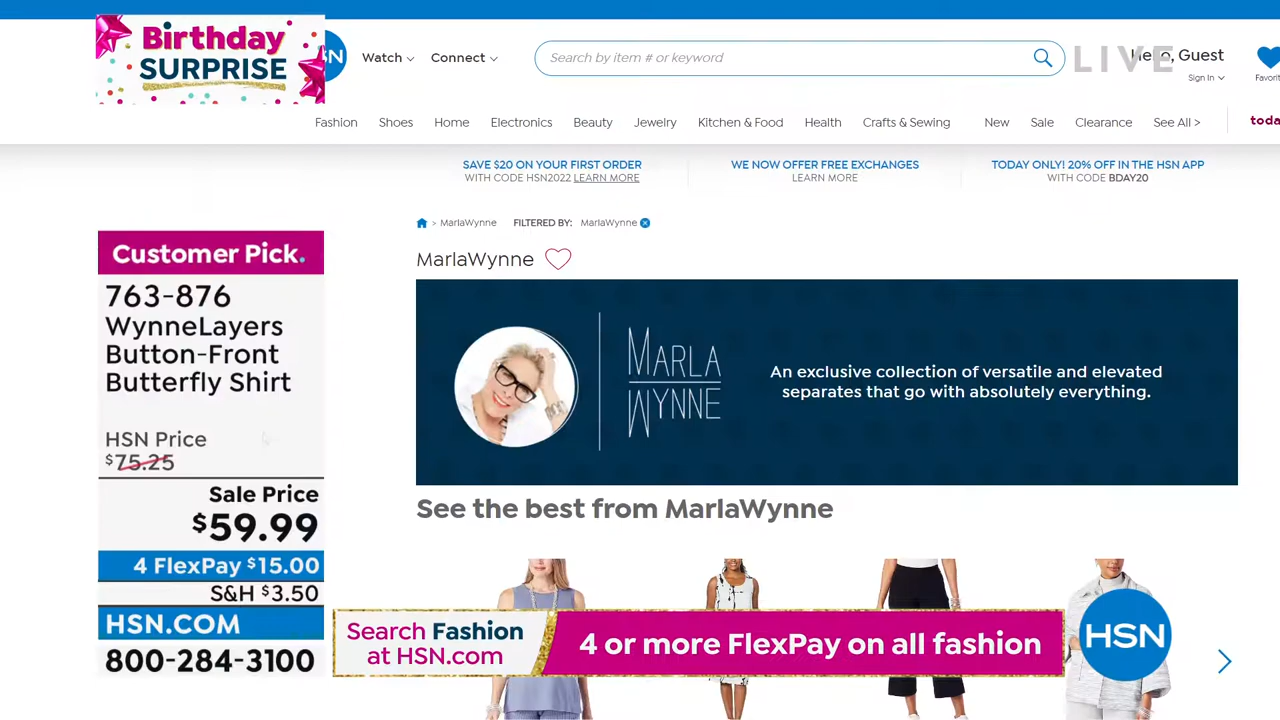 Birthday
SURPRISE
Watch
Connect
Search by item # or keyword
LIVE
Hello, Guest
Sign In
Fashion
Shoes
Home
Electronics
Beauty
Jewelry
Kitchen & Food
Health
Crafts & Sewing
New
Sale
Clearance
See All >
SAVE $20 ON YOUR FIRST ORDER
WITH CODE HSN2022 LEARN MORE
WE NOW OFFER FREE EXCHANGES
LEARN MORE
TODAY ONLY! 20% OFF IN THE HSN APP
WITH CODE BDAY20
> MarlaWynne
FILTERED BY: MarlaWynne
MarlaWynne
MARLA
WYNNE
An exclusive collection of versatile and elevated
separates that go with absolutely everything.
See the best from MarlaWynne
Customer Pick.
763-876
WynneLayers
Button-Front
Butterfly Shirt
HSN Price
$75.25
Sale Price
$59.99
4 FlexPay $15.00
S&H $3.50
HSN.COM
800-284-3100
Search Fashion
at HSN.com
4 or more FlexPay on all fashion
HSN